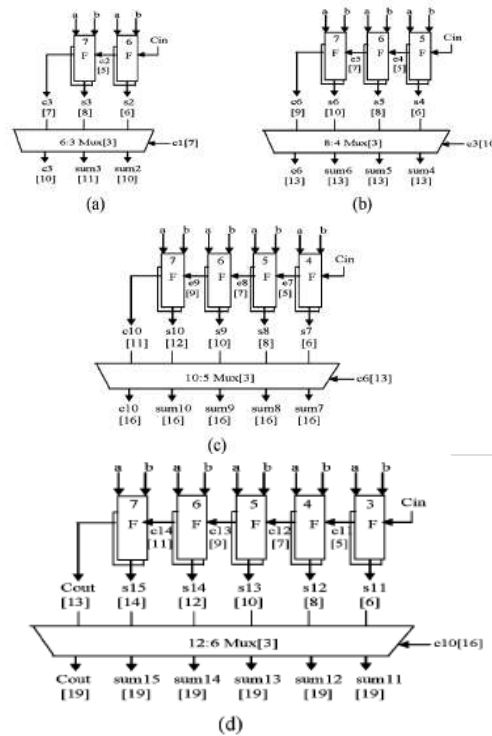 a b a b
7 6
F F
Cin
c2
[5]
c3 s3 s2
[7] [8] [6]
6:3 Mux[3]
c1[7]
c3 sum3 sum2
[10] [11] [10]
(a)
a b a b a b
7 6 5
F F F
Cin
c5 c4
[7] [5]
c6 s6 s5 s4
[9] [10] [8] [6]
8:4 Mux[3]
c3[10
c6 sum6 sum5 sum4
[13] [13] [13] [13]
(b)
a b a b a b a b
7 6 5 4
F F F F
Cin
c9 c8 c7
[9] [7] [5]
c10 s10 s9 s8 s7
[11] [12] [10] [8] [6]
10:5 Mux[3]
c6[13]
c10 sum10 sum9 sum8 sum7
[16] [16] [16] [16] [16]
(c)
a b a b a b a b a b
7 6 5 4 3
F F F F F
Cin
c14 c13 c12 c11
[11] [9] [7] [5]
Cout s15 s14 s13 s12 s11
[13] [14] [12] [10] [8] [6]
12:6 Mux[3]
c10[16]
Cout sum15 sum14 sum13 sum12 sum11
[19] [19] [19] [19] [19] [19]
(d)